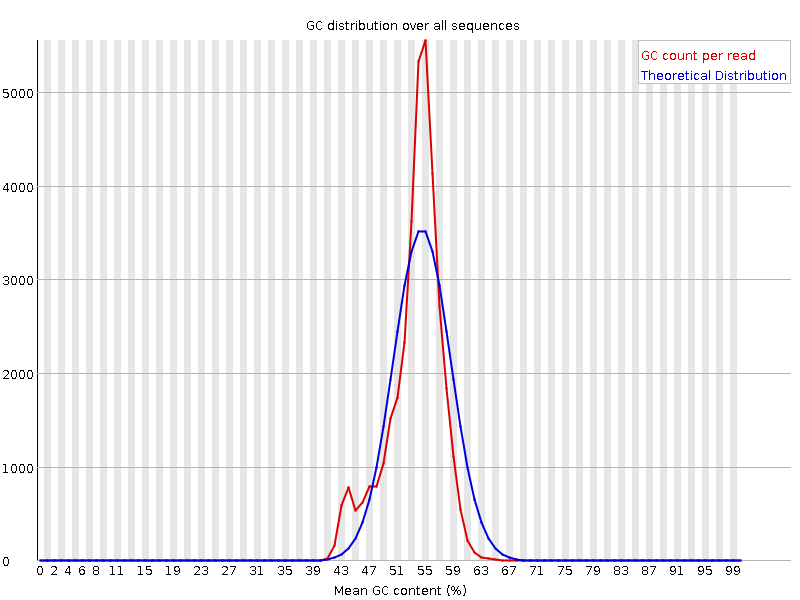 GC distribution over all sequences
GC count per read
Theoretical Distribution
5000
4000
3000
2000
1000
0
0 2 4 6 8 11 15 19 23 27 31 35 39 43 47 51 55 59 63 67 71 75 79 83 87 91 95 99
Mean GC content (%)